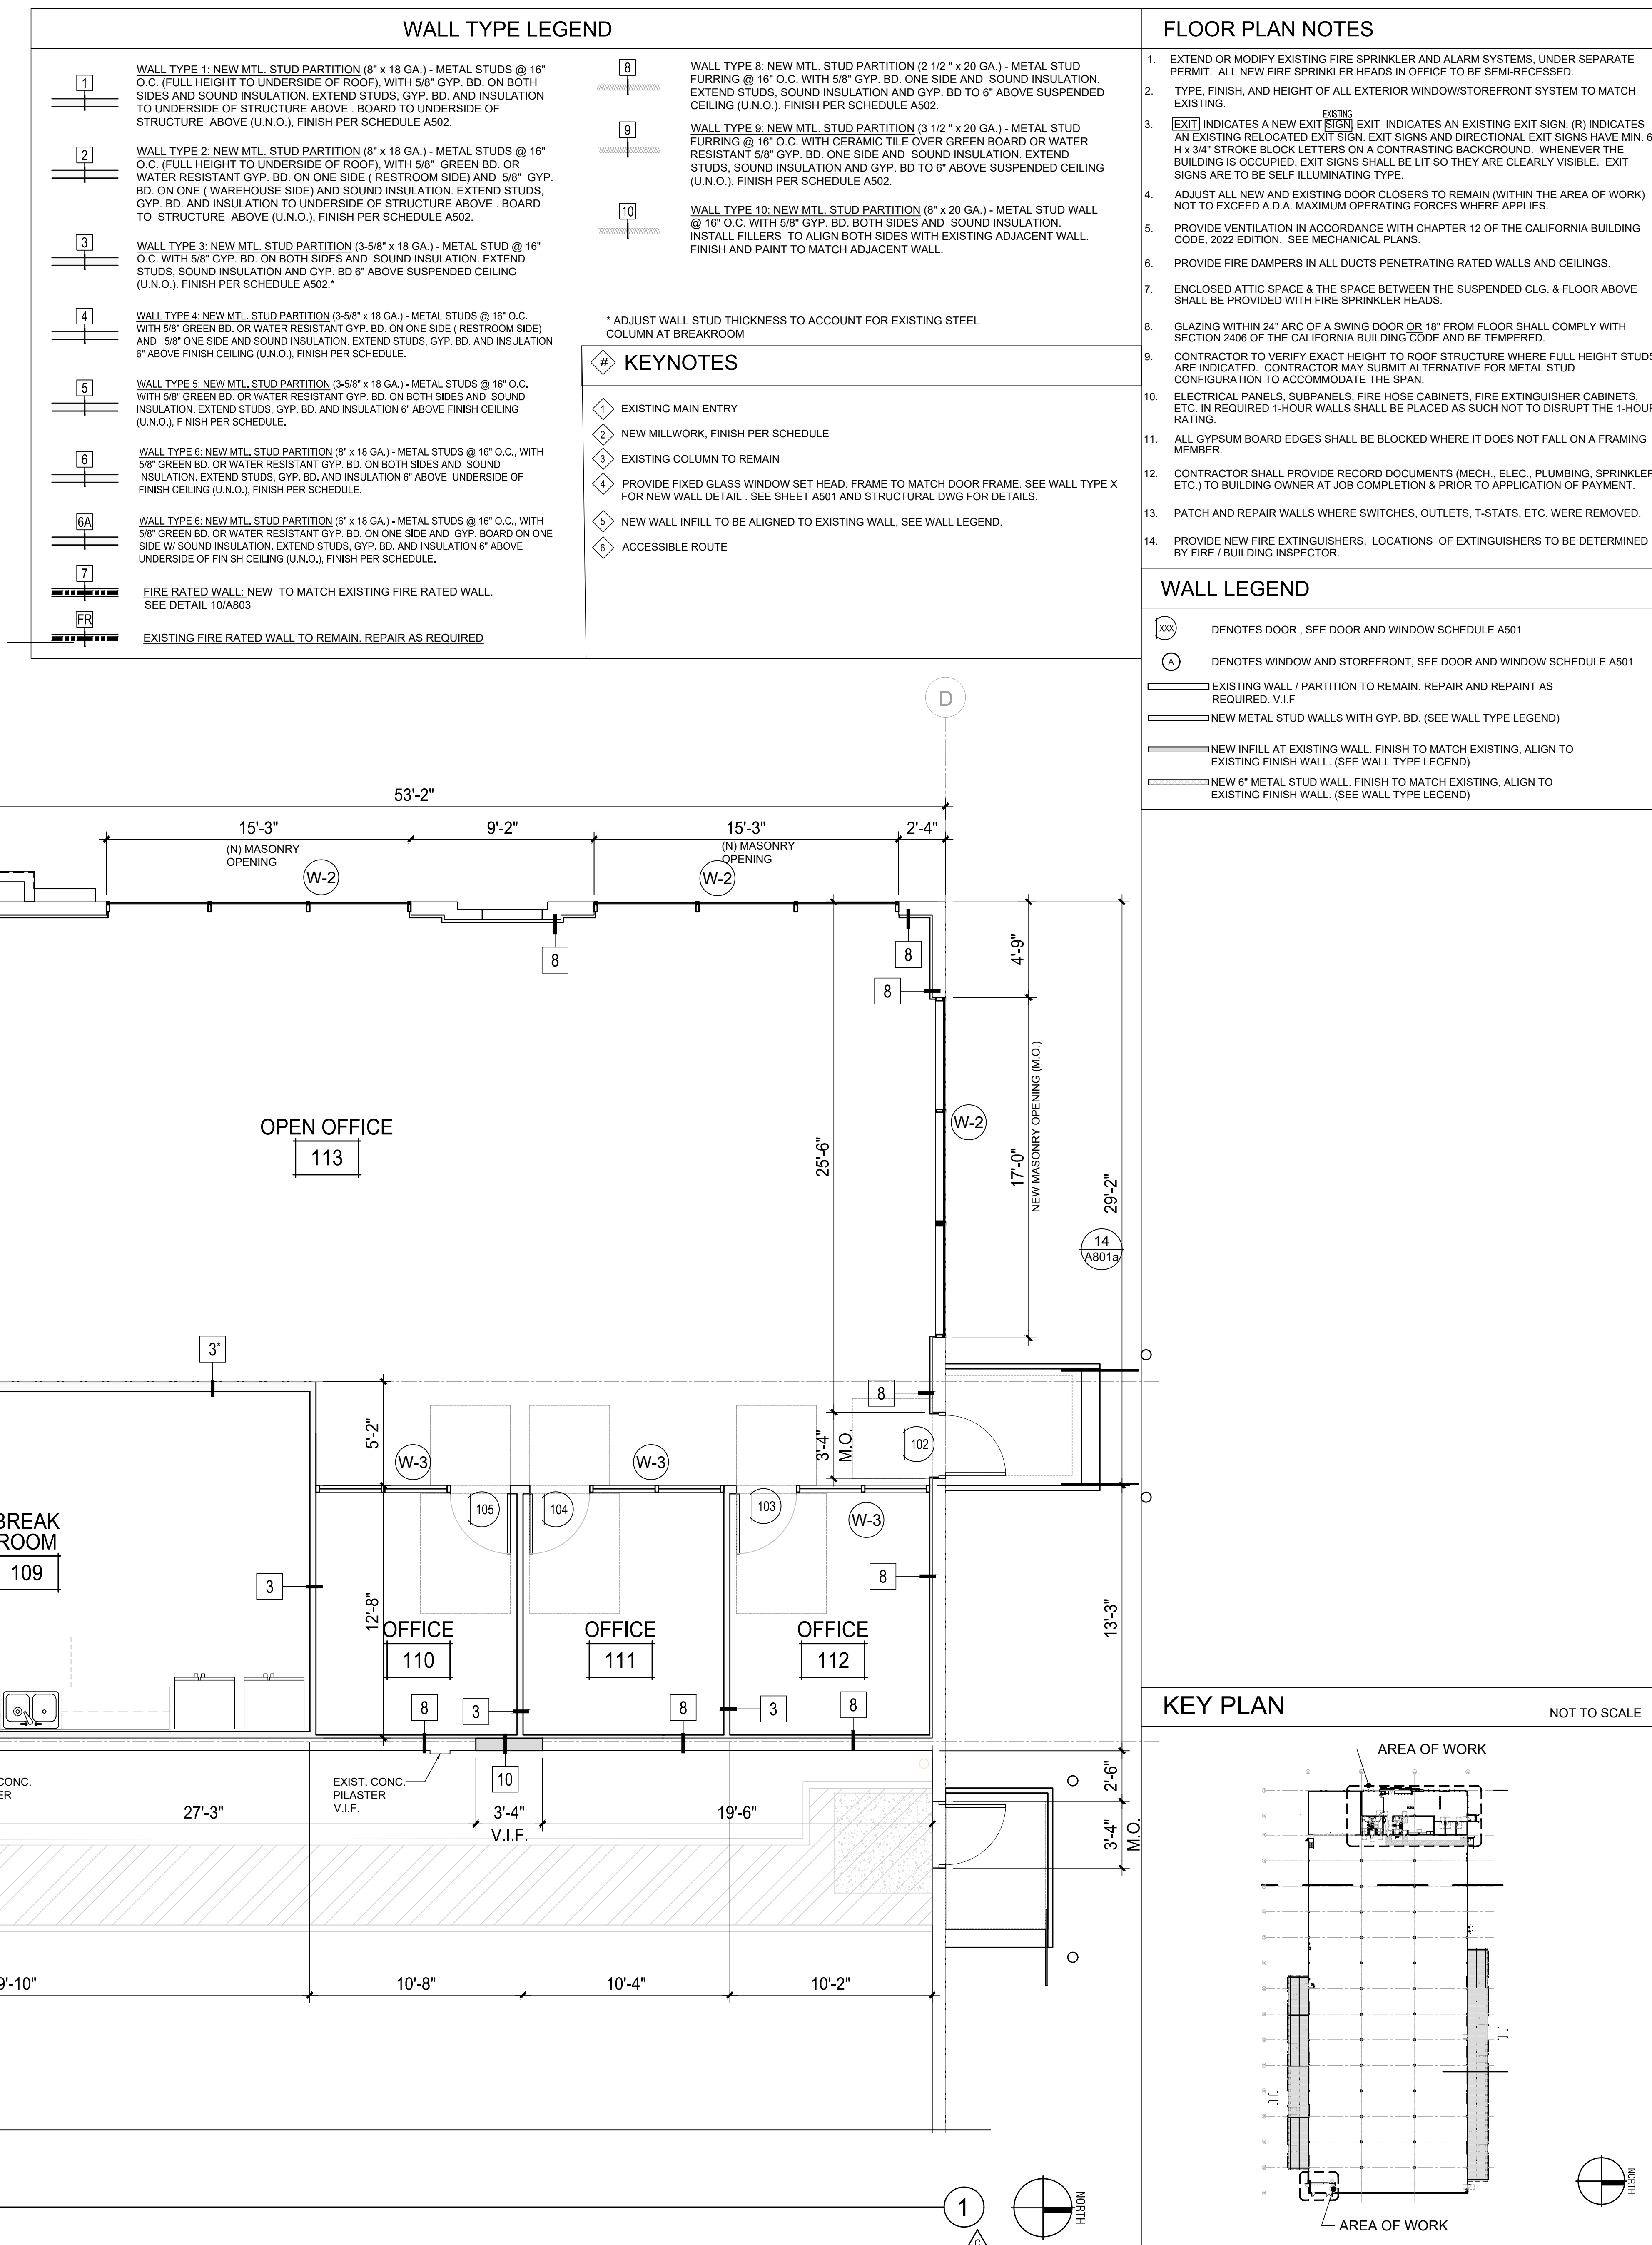 WALL TYPE LEGEND
1
WALL TYPE 1: NEW MTL. STUD PARTITION (8" x 18 GA.) - METAL STUDS @ 16"
O.C. (FULL HEIGHT TO UNDERSIDE OF ROOF), WITH 5/8" GYP. BD. ON BOTH
SIDES AND SOUND INSULATION. EXTEND STUDS, GYP. BD. AND INSULATION
TO UNDERSIDE OF STRUCTURE ABOVE . BOARD TO UNDERSIDE OF
STRUCTURE ABOVE (U.N.O.), FINISH PER SCHEDULE A502.
2
WALL TYPE 2: NEW MTL. STUD PARTITION (8" x 18 GA.) - METAL STUDS @ 16"
O.C. (FULL HEIGHT TO UNDERSIDE OF ROOF), WITH 5/8" GREEN BD. OR
WATER RESISTANT GYP. BD. ON ONE SIDE ( RESTROOM SIDE) AND 5/8" GYP.
BD. ON ONE ( WAREHOUSE SIDE) AND SOUND INSULATION. EXTEND STUDS,
GYP. BD. AND INSULATION TO UNDERSIDE OF STRUCTURE ABOVE . BOARD
TO STRUCTURE ABOVE (U.N.O.), FINISH PER SCHEDULE A502.
3
WALL TYPE 3: NEW MTL. STUD PARTITION (3-5/8" x 18 GA.) - METAL STUD @ 16"
O.C. WITH 5/8" GYP. BD. ON BOTH SIDES AND SOUND INSULATION. EXTEND
STUDS, SOUND INSULATION AND GYP. BD 6" ABOVE SUSPENDED CEILING
(U.N.O.). FINISH PER SCHEDULE A502.*
4
WALL TYPE 4: NEW MTL. STUD PARTITION (3-5/8" x 18 GA.) - METAL STUDS @ 16" O.C.
WITH 5/8" GREEN BD. OR WATER RESISTANT GYP. BD. ON ONE SIDE ( RESTROOM SIDE)
AND 5/8" ONE SIDE AND SOUND INSULATION. EXTEND STUDS, GYP. BD. AND INSULATION
6" ABOVE FINISH CEILING (U.N.O.), FINISH PER SCHEDULE.
5
WALL TYPE 5: NEW MTL. STUD PARTITION (3-5/8" x 18 GA.) - METAL STUDS @ 16" O.C.
WITH 5/8" GREEN BD. OR WATER RESISTANT GYP. BD. ON BOTH SIDES AND SOUND
INSULATION. EXTEND STUDS, GYP. BD. AND INSULATION 6" ABOVE FINISH CEILING
(U.N.O.), FINISH PER SCHEDULE.
6
WALL TYPE 6: NEW MTL. STUD PARTITION (8" x 18 GA.) - METAL STUDS @ 16" O.C., WITH
5/8" GREEN BD. OR WATER RESISTANT GYP. BD. ON BOTH SIDES AND SOUND
INSULATION. EXTEND STUDS, GYP. BD. AND INSULATION 6" ABOVE UNDERSIDE OF
FINISH CEILING (U.N.O.), FINISH PER SCHEDULE.
6A
WALL TYPE 6: NEW MTL. STUD PARTITION (6" x 18 GA.) - METAL STUDS @ 16" O.C., WITH
5/8" GREEN BD. OR WATER RESISTANT GYP. BD. ON ONE SIDE AND GYP. BOARD ON ONE
SIDE W/ SOUND INSULATION. EXTEND STUDS, GYP. BD. AND INSULATION 6" ABOVE
UNDERSIDE OF FINISH CEILING (U.N.O.), FINISH PER SCHEDULE.
7
FIRE RATED WALL: NEW TO MATCH EXISTING FIRE RATED WALL.
SEE DETAIL 10/A803
FR
EXISTING FIRE RATED WALL TO REMAIN. REPAIR AS REQUIRED
8
WALL TYPE 8: NEW MTL. STUD PARTITION (2 1/2 " x 20 GA.) - METAL STUD
FURRING @ 16" O.C. WITH 5/8" GYP. BD. ONE SIDE AND SOUND INSULATION.
EXTEND STUDS, SOUND INSULATION AND GYP. BD TO 6" ABOVE SUSPENDED
CEILING (U.N.O.). FINISH PER SCHEDULE A502.
9
WALL TYPE 9: NEW MTL. STUD PARTITION (3 1/2 " x 20 GA.) - METAL STUD
FURRING @ 16" O.C. WITH CERAMIC TILE OVER GREEN BOARD OR WATER
RESISTANT 5/8" GYP. BD. ONE SIDE AND SOUND INSULATION. EXTEND
STUDS, SOUND INSULATION AND GYP. BD TO 6" ABOVE SUSPENDED CEILING
(U.N.O.). FINISH PER SCHEDULE A502.
10
WALL TYPE 10: NEW MTL. STUD PARTITION (8" x 20 GA.) - METAL STUD WALL
@ 16" O.C. WITH 5/8" GYP. BD. BOTH SIDES AND SOUND INSULATION.
INSTALL FILLERS TO ALIGN BOTH SIDES WITH EXISTING ADJACENT WALL.
FINISH AND PAINT TO MATCH ADJACENT WALL.
* ADJUST WALL STUD THICKNESS TO ACCOUNT FOR EXISTING STEEL
COLUMN AT BREAKROOM
# KEYNOTES
1 EXISTING MAIN ENTRY
2 NEW MILLWORK, FINISH PER SCHEDULE
3 EXISTING COLUMN TO REMAIN
4 PROVIDE FIXED GLASS WINDOW SET HEAD. FRAME TO MATCH DOOR FRAME. SEE WALL TYPE X
FOR NEW WALL DETAIL . SEE SHEET A501 AND STRUCTURAL DWG FOR DETAILS.
5 NEW WALL INFILL TO BE ALIGNED TO EXISTING WALL, SEE WALL LEGEND.
6 ACCESSIBLE ROUTE
FLOOR PLAN NOTES
1. EXTEND OR MODIFY EXISTING FIRE SPRINKLER AND ALARM SYSTEMS, UNDER SEPARATE
PERMIT. ALL NEW FIRE SPRINKLER HEADS IN OFFICE TO BE SEMI-RECESSED.
2. TYPE, FINISH, AND HEIGHT OF ALL EXTERIOR WINDOW/STOREFRONT SYSTEM TO MATCH
EXISTING.
EXISTING
3. EXIT INDICATES A NEW EXIT SIGN EXIT INDICATES AN EXISTING EXIT SIGN. (R) INDICATES
AN EXISTING RELOCATED EXIT SIGN. EXIT SIGNS AND DIRECTIONAL EXIT SIGNS HAVE MIN. 6
H x 3/4" STROKE BLOCK LETTERS ON A CONTRASTING BACKGROUND. WHENEVER THE
BUILDING IS OCCUPIED, EXIT SIGNS SHALL BE LIT SO THEY ARE CLEARLY VISIBLE. EXIT
SIGNS ARE TO BE SELF ILLUMINATING TYPE.
4. ADJUST ALL NEW AND EXISTING DOOR CLOSERS TO REMAIN (WITHIN THE AREA OF WORK)
NOT TO EXCEED A.D.A. MAXIMUM OPERATING FORCES WHERE APPLIES.
5. PROVIDE VENTILATION IN ACCORDANCE WITH CHAPTER 12 OF THE CALIFORNIA BUILDING
CODE, 2022 EDITION. SEE MECHANICAL PLANS.
6. PROVIDE FIRE DAMPERS IN ALL DUCTS PENETRATING RATED WALLS AND CEILINGS.
7. ENCLOSED ATTIC SPACE & THE SPACE BETWEEN THE SUSPENDED CLG. & FLOOR ABOVE
SHALL BE PROVIDED WITH FIRE SPRINKLER HEADS.
8. GLAZING WITHIN 24" ARC OF A SWING DOOR OR 18" FROM FLOOR SHALL COMPLY WITH
SECTION 2406 OF THE CALIFORNIA BUILDING CODE AND BE TEMPERED.
9. CONTRACTOR TO VERIFY EXACT HEIGHT TO ROOF STRUCTURE WHERE FULL HEIGHT STUDS
ARE INDICATED. CONTRACTOR MAY SUBMIT ALTERNATIVE FOR METAL STUD
CONFIGURATION TO ACCOMMODATE THE SPAN.
10. ELECTRICAL PANELS, SUBPANELS, FIRE HOSE CABINETS, FIRE EXTINGUISHER CABINETS,
ETC. IN REQUIRED 1-HOUR WALLS SHALL BE PLACED AS SUCH NOT TO DISRUPT THE 1-HOUR
RATING.
11. ALL GYPSUM BOARD EDGES SHALL BE BLOCKED WHERE IT DOES NOT FALL ON A FRAMING
MEMBER.
12. CONTRACTOR SHALL PROVIDE RECORD DOCUMENTS (MECH., ELEC., PLUMBING, SPRINKLER
ETC.) TO BUILDING OWNER AT JOB COMPLETION & PRIOR TO APPLICATION OF PAYMENT.
13. PATCH AND REPAIR WALLS WHERE SWITCHES, OUTLETS, T-STATS, ETC. WERE REMOVED.
14. PROVIDE NEW FIRE EXTINGUISHERS. LOCATIONS OF EXTINGUISHERS TO BE DETERMINED
BY FIRE / BUILDING INSPECTOR.
WALL LEGEND
XXX DENOTES DOOR , SEE DOOR AND WINDOW SCHEDULE A501
A DENOTES WINDOW AND STOREFRONT, SEE DOOR AND WINDOW SCHEDULE A501
EXISTING WALL / PARTITION TO REMAIN. REPAIR AND REPAINT AS
REQUIRED. V.I.F
NEW METAL STUD WALLS WITH GYP. BD. (SEE WALL TYPE LEGEND)
NEW INFILL AT EXISTING WALL. FINISH TO MATCH EXISTING, ALIGN TO
EXISTING FINISH WALL. (SEE WALL TYPE LEGEND)
NEW 6" METAL STUD WALL. FINISH TO MATCH EXISTING, ALIGN TO
EXISTING FINISH WALL. (SEE WALL TYPE LEGEND)
D
53'-2"
15'-3" 9'-2" 15'-3" 2'-4"
(N) MASONRY
OPENING
(N) MASONRY
OPENING
W-2
W-2
8
8
8
4'-9"
25'-6"
17'-0"
NEW MASONRY OPENING (M.O.)
W-2
29'-2"
14
A801a
OPEN OFFICE
113
3*
8
5'-2"
3'-4"
M.O.
102
W-3
W-3
105
104
103
W-3
BREAK
ROOM
109
3
8
12'-8"
13'-3"
OFFICE
110
OFFICE
111
OFFICE
112
8
3
8
3
8
CONC.
ER
EXIST. CONC.
PILASTER
V.I.F.
10
27'-3"
3'-4"
V.I.F.
19'-6"
2'-6"
3'-4"
M.O.
9'-10"
10'-8"
10'-4"
10'-2"
1
NORTH
C
KEY PLAN
NOT TO SCALE
AREA OF WORK
AREA OF WORK
NORTH